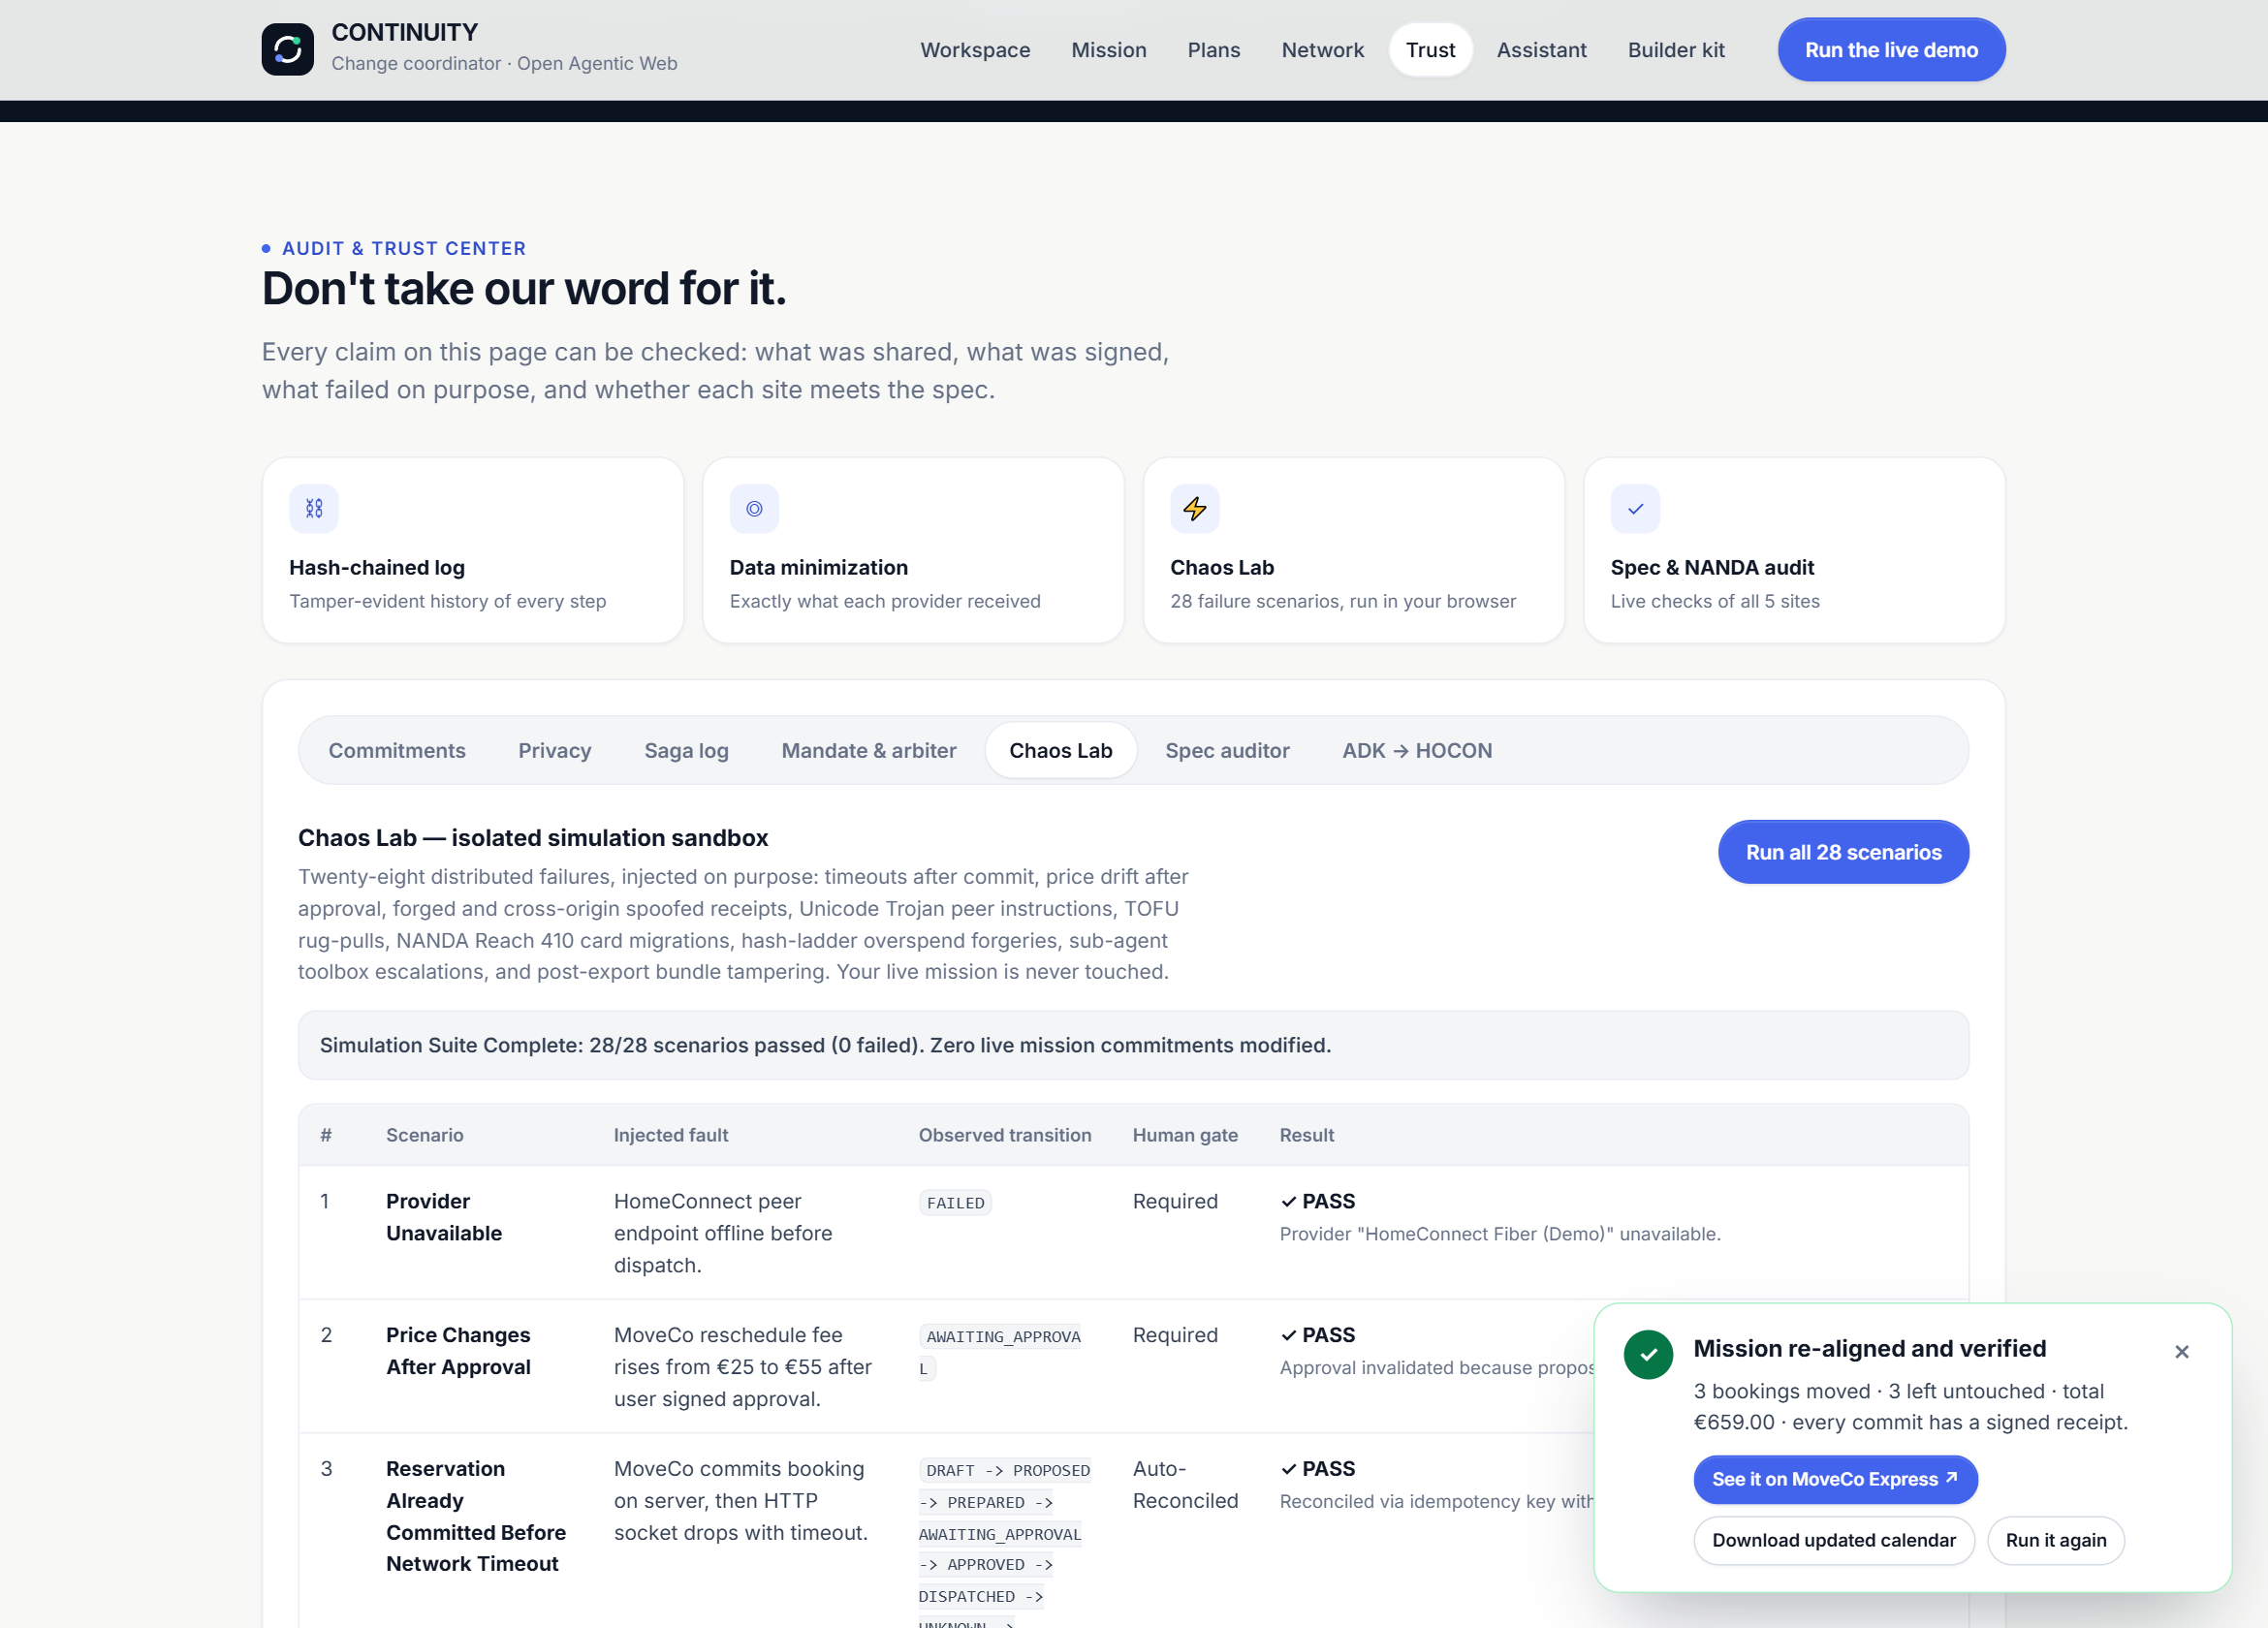 CONTINUITY
Change coordinator · Open Agentic Web
Workspace Mission Plans Network Trust Assistant Builder kit Run the live demo
AUDIT & TRUST CENTER
Don't take our word for it.
Every claim on this page can be checked: what was shared, what was signed,
what failed on purpose, and whether each site meets the spec.
Hash-chained log
Tamper-evident history of every step
Data minimization
Exactly what each provider received
Chaos Lab
28 failure scenarios, run in your browser
Spec & NANDA audit
Live checks of all 5 sites
Commitments Privacy Saga log Mandate & arbiter Chaos Lab Spec auditor ADK → HOCON
Chaos Lab — isolated simulation sandbox
Run all 28 scenarios
Twenty-eight distributed failures, injected on purpose: timeouts after commit, price drift after
approval, forged and cross-origin spoofed receipts, Unicode Trojan peer instructions, TOFU
rug-pulls, NANDA Reach 410 card migrations, hash-ladder overspend forgeries, sub-agent
toolbox escalations, and post-export bundle tampering. Your live mission is never touched.
Simulation Suite Complete: 28/28 scenarios passed (0 failed). Zero live mission commitments modified.
# Scenario Injected fault Observed transition Human gate Result
1
Provider
Unavailable
HomeConnect peer
endpoint offline before
dispatch.
FAILED
Required
✓ PASS
Provider "HomeConnect Fiber (Demo)" unavailable.
2
Price Changes
After Approval
MoveCo reschedule fee
rises from €25 to €55 after
user signed approval.
AWAITING_APPROVA
L
Required
✓ PASS
Approval invalidated because
3
Reservation
Already
Committed Before
Network Timeout
MoveCo commits booking
on server, then HTTP
socket drops with timeout.
DRAFT -> PROPOSED
-> PREPARED ->
AWAITING_APPROVAL
-> APPROVED ->
DISPATCHED ->
UNKNOWN ->
Auto-
Reconciled
✓ PASS
Reconciled via idempotency key
Mission re-aligned and verified
3 bookings moved · 3 left untouched · total
€659.00 · every commit has a signed receipt.
See it on MoveCo Express ↗
Download updated calendar Run it again